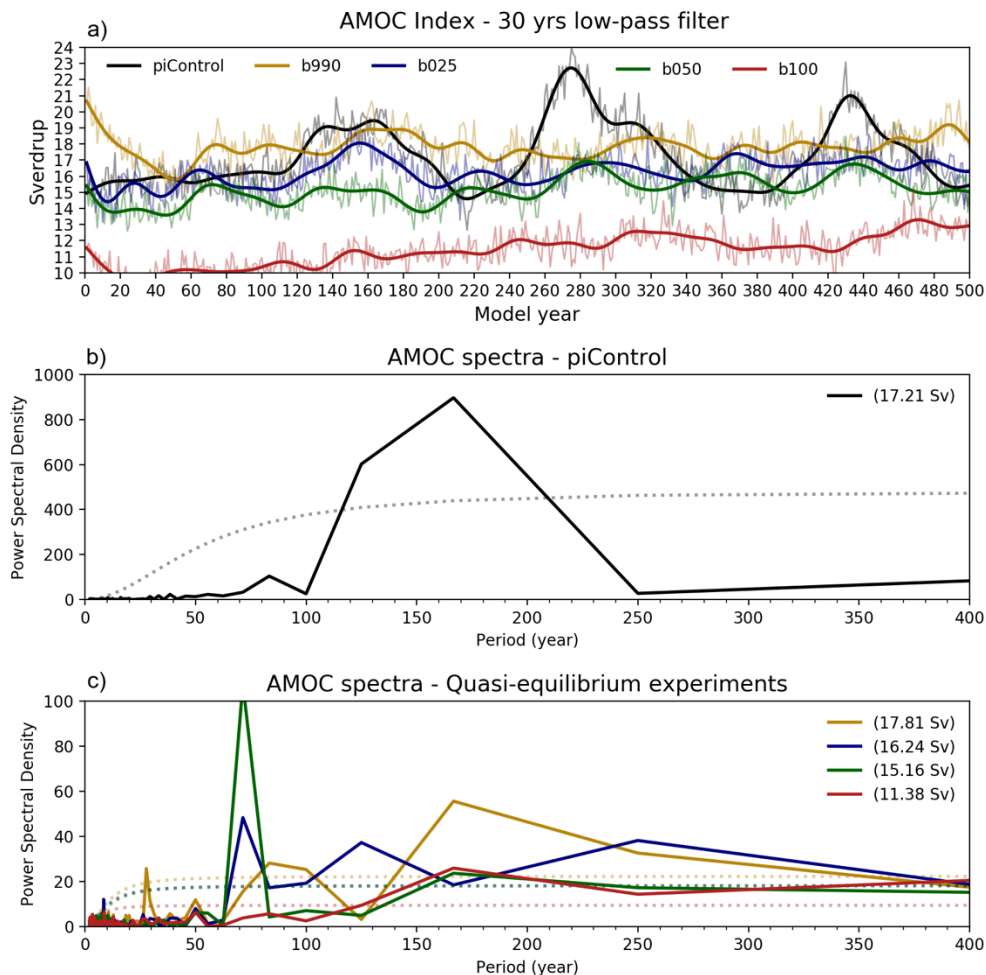 a) AMOC Index - 30 yrs low-pass filter
piControl b990 b025 b050 b100
24
23
22
21
20
19
18
17
16
15
14
13
12
11
10
Sverdrup
0 20 40 60 80 100 120 140 160 180 200 220 240 260 280 300 320 340 360 380 400 420 440 460 480 500
Model year
b) AMOC spectra - piControl
(17.21 Sv)
1000
800
600
400
200
0
Power Spectral Density
0 50 100 150 200 250 300 350 400
Period (year)
c) AMOC spectra - Quasi-equilibrium experiments
(17.81 Sv)
(16.24 Sv)
(15.16 Sv)
(11.38 Sv)
100
80
60
40
20
0
Power Spectral Density
0 50 100 150 200 250 300 350 400
Period (year)